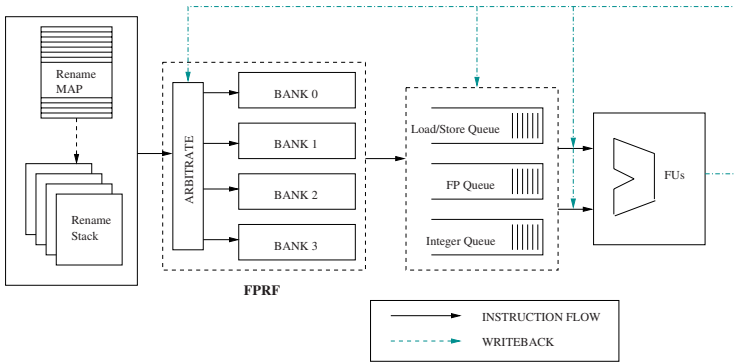 Rename
MAP
Rename
Stack
ARBITRATE
BANK 0
BANK 1
BANK 2
BANK 3
FPRF
Load/Store Queue
FP Queue
Integer Queue
FUs
INSTRUCTION FLOW
WRITEBACK